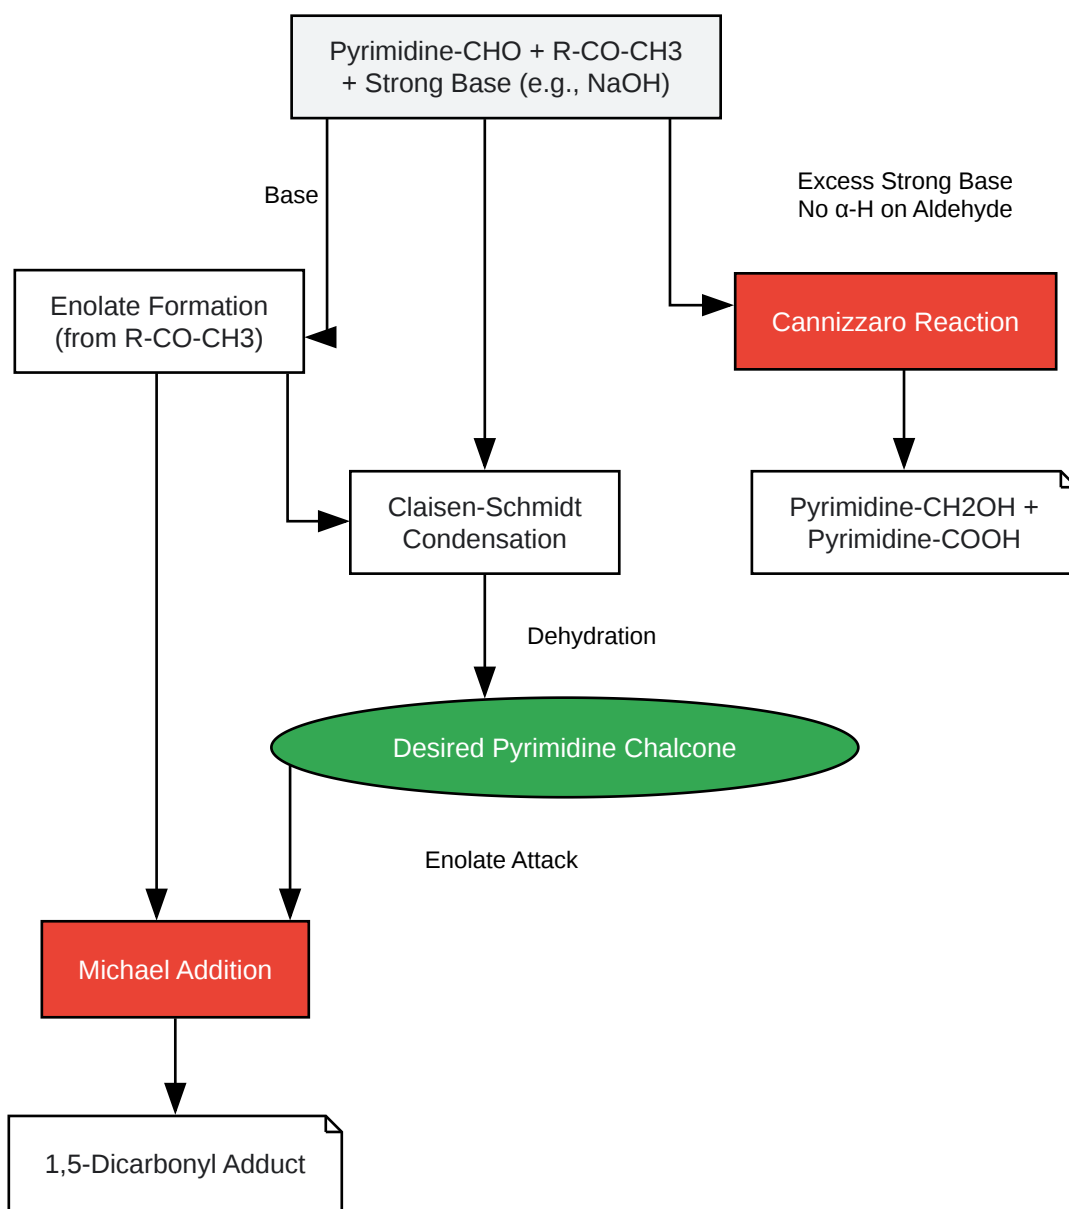 Pyrimidine-CHO + R-CO-CH3
+ Strong Base (e.g., NaOH)
Base
Excess Strong Base
No α-H on Aldehyde
Enolate Formation
(from R-CO-CH3)
Cannizzaro Reaction
Claisen-Schmidt
Condensation
Pyrimidine-CH2OH +
Pyrimidine-COOH
Dehydration
Desired Pyrimidine Chalcone
Enolate Attack
Michael Addition
1,5-Dicarbonyl Adduct